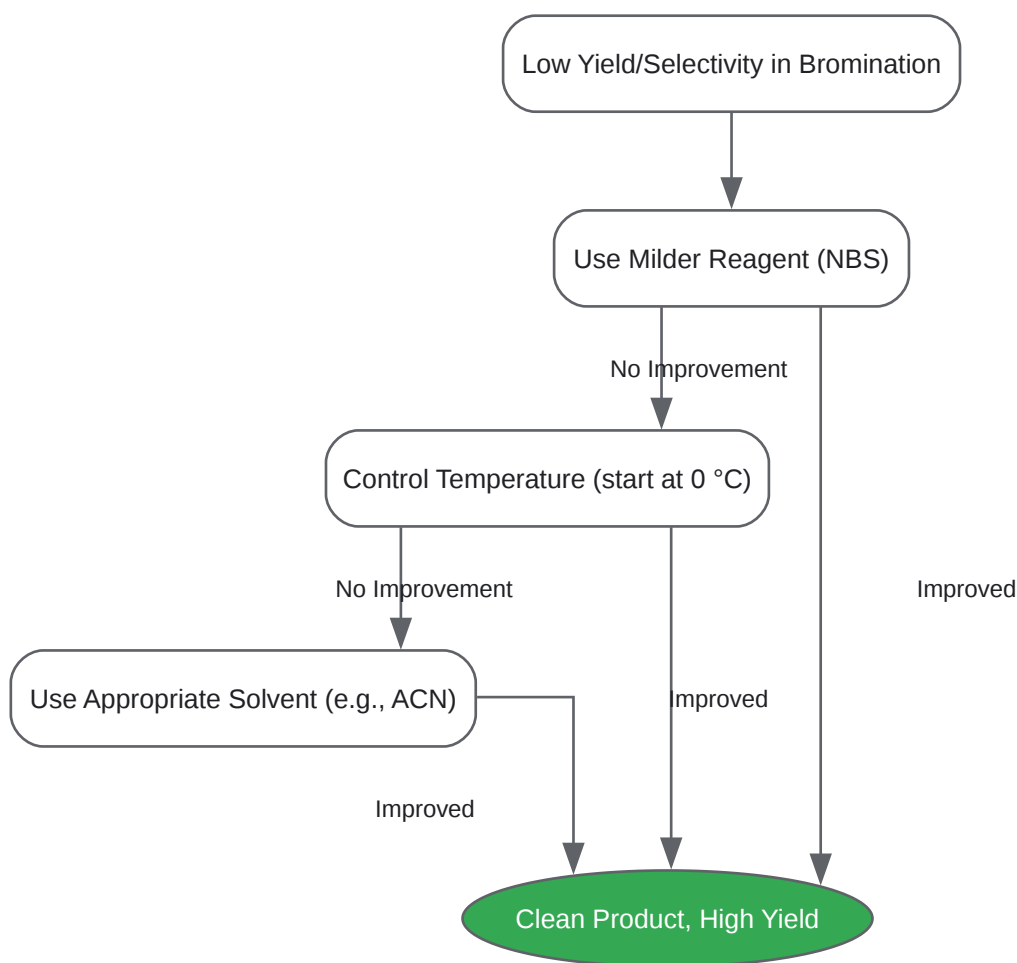 Low Yield/Selectivity in Bromination
Use Milder Reagent (NBS)
No Improvement
Control Temperature (start at 0 °C)
No Improvement
Improved
Use Appropriate Solvent (e.g., ACN)
Improved
Improved
Clean Product, High Yield